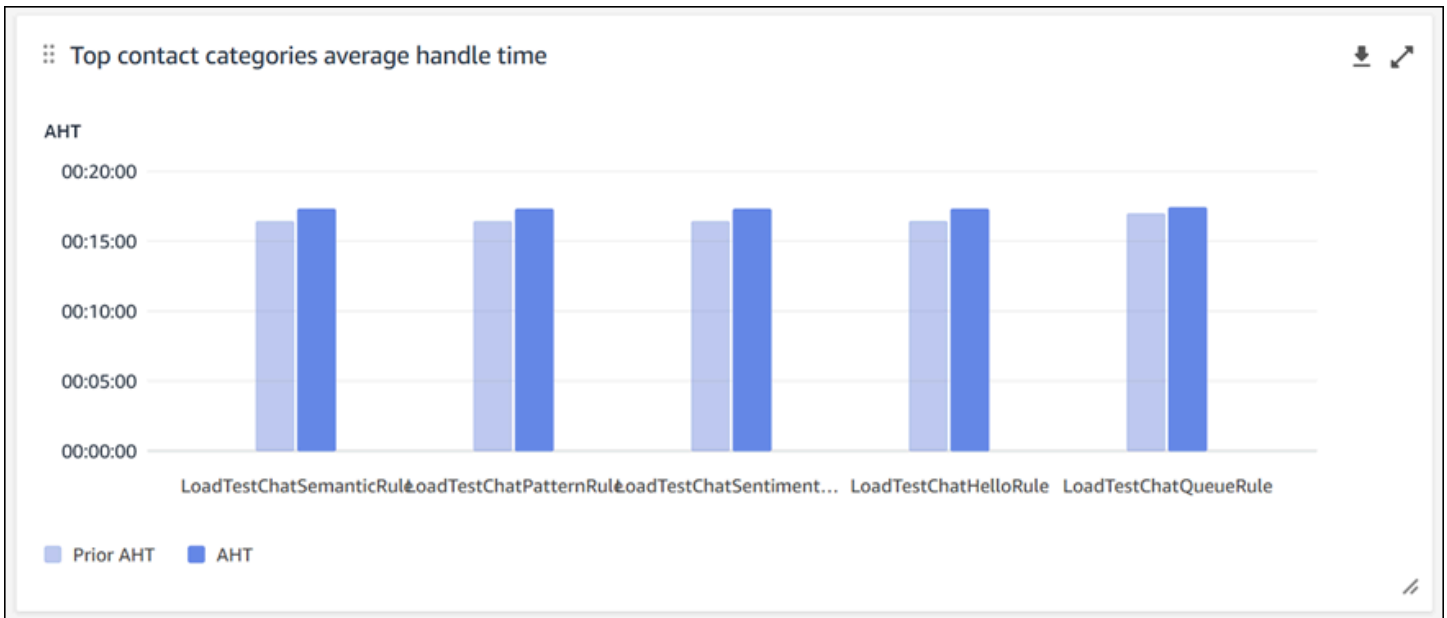 Top contact categories average handle time
AHT
00:20:00
00:15:00
00:10:00
00:05:00
00:00:00
LoadTestChatSemanticRule LoadTestChatPatternRule LoadTestChatSentiment... LoadTestChatHelloRule LoadTestChatQueueRule
Prior AHT AHT